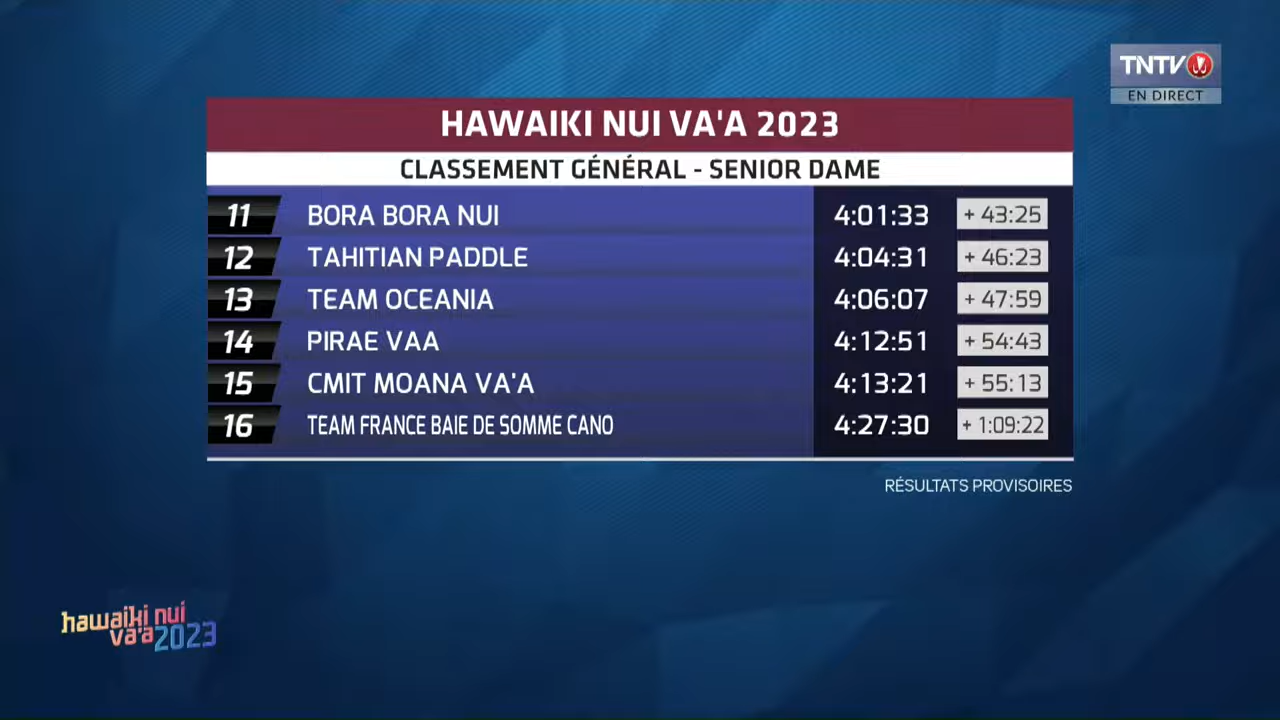 TNTV
EN DIRECT
HAWAIKI NUI VA'A 2023
CLASSEMENT GÉNÉRAL - SENIOR DAME
11 BORA BORA NUI 4:01:33 + 43:25
12 TAHITIAN PADDLE 4:04:31 + 46:23
13 TEAM OCEANIA 4:06:07 + 47:59
14 PIRAE VAA 4:12:51 + 54:43
15 CMIT MOANA VA'A 4:13:21 + 55:13
16 TEAM FRANCE BAIE DE SOMME CANO 4:27:30 + 1:09:22
RÉSULTATS PROVISOIRES
hawaiki nui
va'a 2023